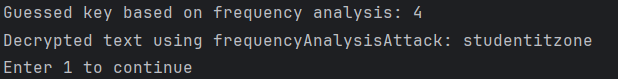 Guessed key based on frequency analysis: 4
Decrypted text using frequencyAnalysisAttack: studentitzone
Enter 1 to continue